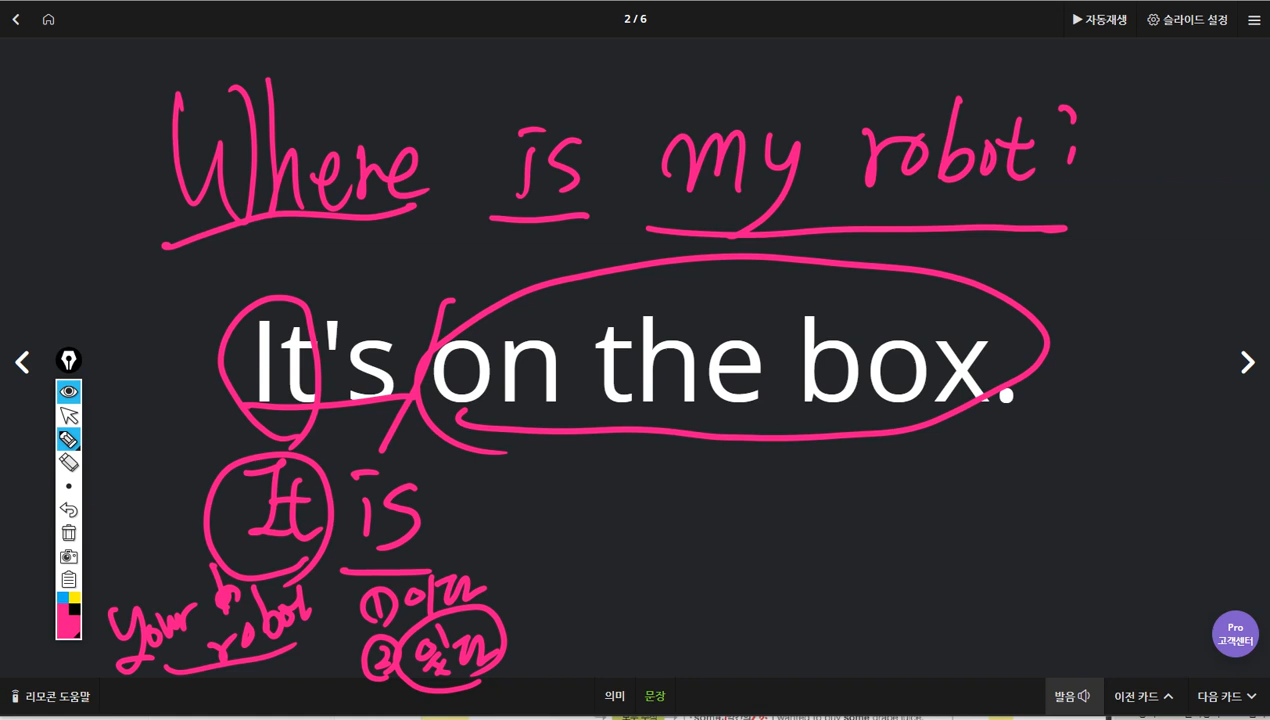 2 / 6
자동재생
슬라이드 설정
Where is my robot?
It's on the box.
It is
Your robot
① 이다
② 있다
Pro
고객센터
리모컨 도움말
의미
문장
발음
이전 카드
다음 카드